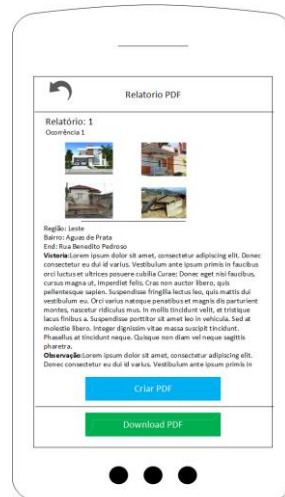 Relatorio PDF
Relatório: 1
Ocorrência 1
Região: Leste
Bairro: Aguas de Prata
End: Rua Benedito Pedroso
Victoria:Lorem ipsum dolor sit amet, consectetur adipiscing elit. Donec
consectetur eu dui id varius. Vestibulum ante ipsum primis in faucibus
orci luctus et ultrices posuere cubilia Curae; Donec eget nisi faucibus,
cursus magna ut, imperdiet felis. Cras non auctor libero, quis
pellentesque sapien. Suspendisse fringilla lectus leo, quis mattis dui
vestibulum eu. Orci varius natoque penatibus et magnis dis parturient
montes, nascetur ridiculus mus. In mollis tincidunt velit, et tristique
lacus finibus a. Suspendisse porttitor sit amet leo in vehicula. Sed at
molestie libero. Integer dignissim vitae massa suscipit tincidunt.
Phasellus at tincidunt neque. Quisque non diam vel neque sagittis
pharetra.
Observação:Lorem ipsum dolor sit amet, consectetur adipiscing elit.
Donec consectetur eu dui id varius. Vestibulum ante ipsum primis in
Criar PDF
Download PDF